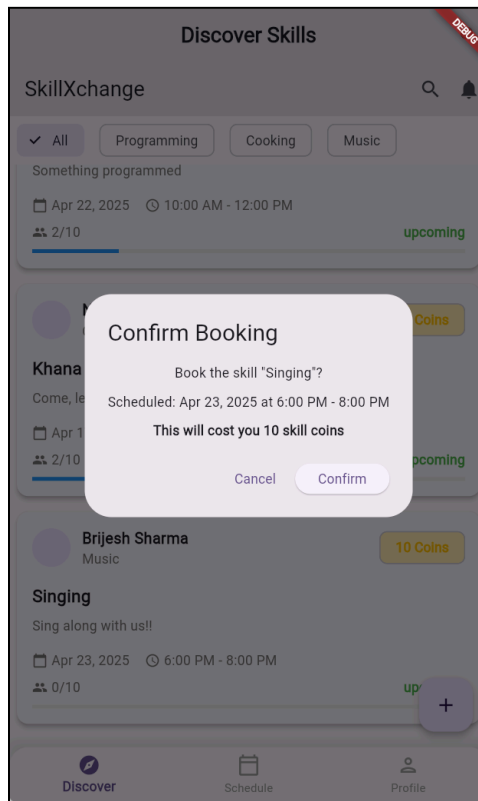 Discover Skills
DEBUG
SkillXchange
All
Programming
Cooking
Music
Something programmed
Apr 22, 2025
10:00 AM - 12:00 PM
2/10
upcoming
Coins
Khana
Come, le
Apr 1
2/10
pcoming
Confirm Booking
Book the skill "Singing"?
Scheduled: Apr 23, 2025 at 6:00 PM - 8:00 PM
This will cost you 10 skill coins
Cancel
Confirm
Brijesh Sharma
Music
10 Coins
Singing
Sing along with us!!
Apr 23, 2025
6:00 PM - 8:00 PM
0/10
up
+
Discover
Schedule
Profile